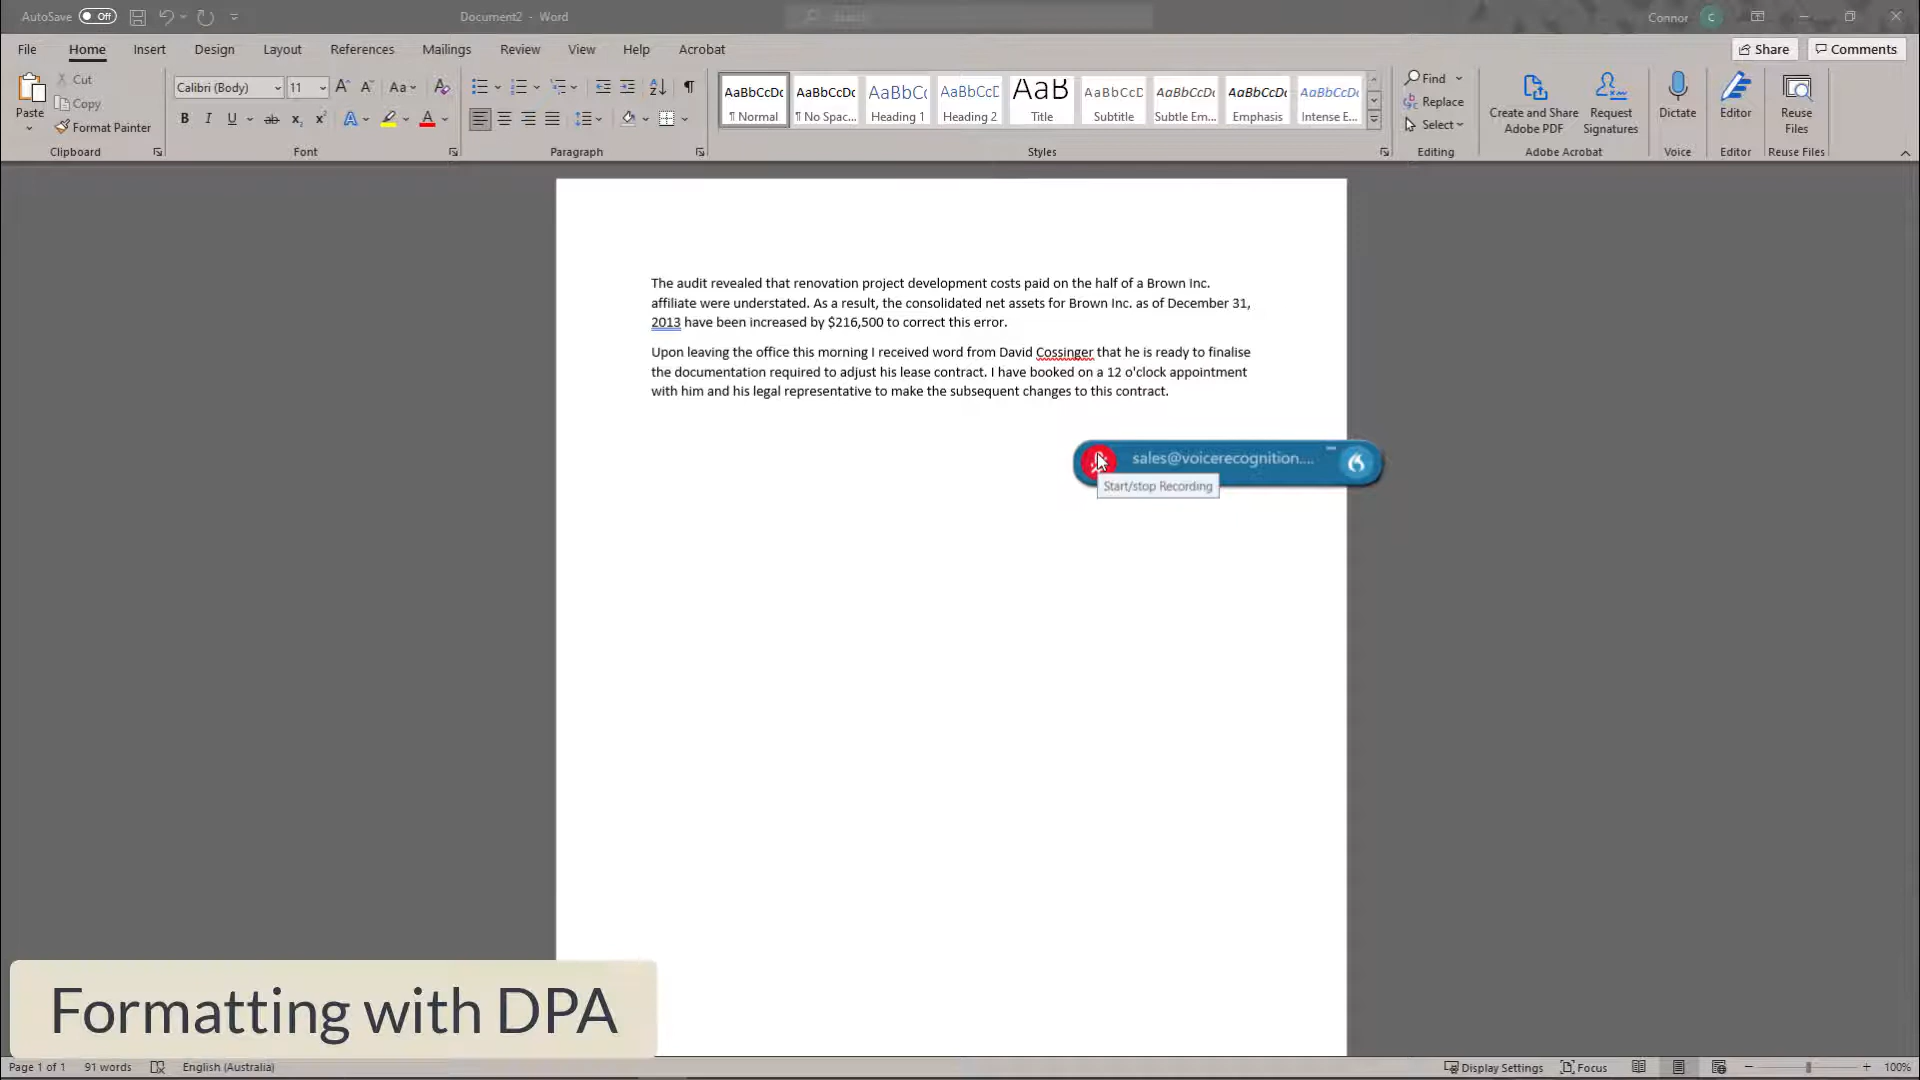 AutoSave Off Document2 - Word Search Connor C
File Home Insert Design Layout References Mailings Review View Help Acrobat Share Comments
Paste Cut Copy Format Painter Clipboard
Calibri (Body) 11 Aa Font
Paragraph
AaBbCcDc ¶ Normal
AaBbCcDc ¶ No Spac...
AaBbC( Heading 1
AaBbCcD Heading 2
AaB Title
AaBbCcD Subtitle
AaBbCcDc Subtle Em...
AaBbCcDc Emphasis
AaBbCcDc Intense E...
Styles
Find Replace Select Editing
Create and Share Adobe PDF Request Signatures Adobe Acrobat
Dictate Voice
Editor Editor
Reuse Files Reuse Files
The audit revealed that renovation project development costs paid on the half of a Brown Inc.
affiliate were understated. As a result, the consolidated net assets for Brown Inc. as of December 31,
2013 have been increased by $216,500 to correct this error.
Upon leaving the office this morning I received word from David Cossinger that he is ready to finalise
the documentation required to adjust his lease contract. I have booked on a 12 o'clock appointment
with him and his legal representative to make the subsequent changes to this contract.
sales@voicerecognition....
Start/stop Recording
Formatting with DPA
Page 1 of 1 91 words English (Australia) Display Settings Focus 100%